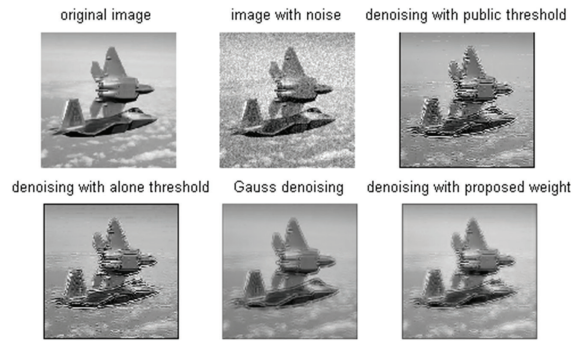 original image
image with noise
denoising with public threshold
denoising with alone threshold
Gauss denoising
denoising with proposed weight